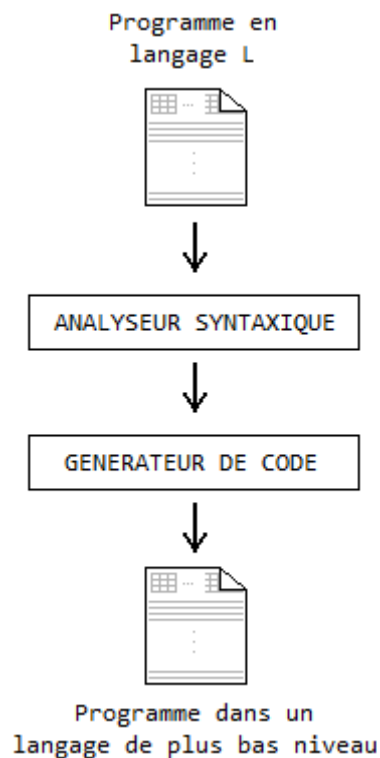 Programme en
langage L
ANALYSEUR SYNTAXIQUE
GENERATEUR DE CODE
Programme dans un
langage de plus bas niveau